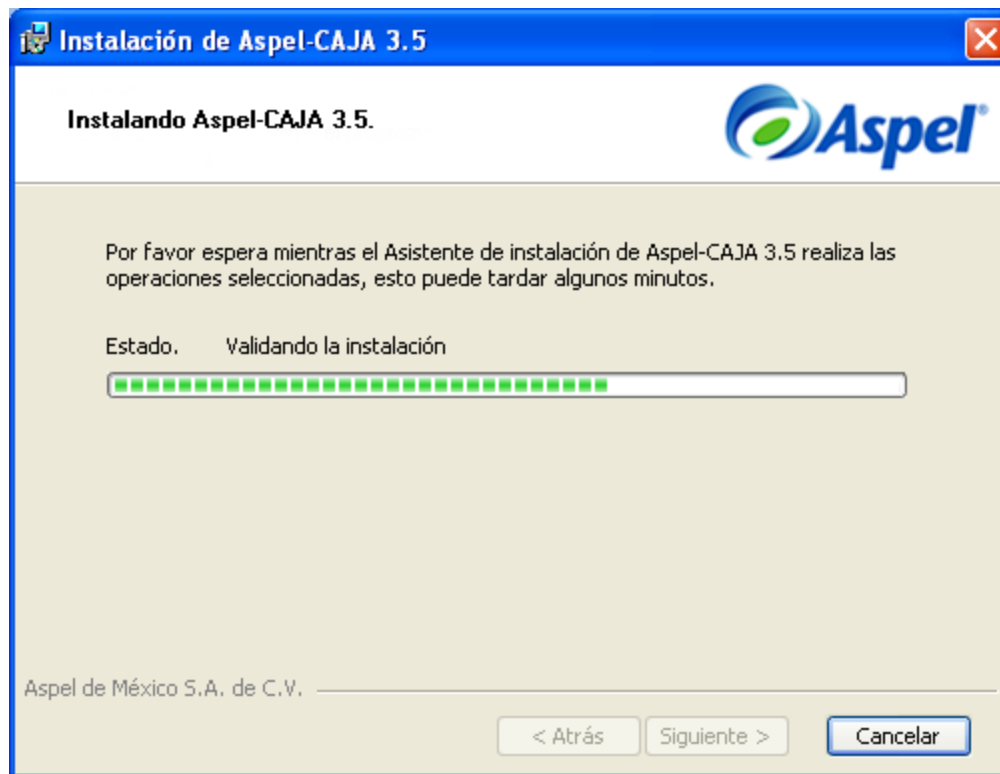 Instalación de Aspel-CAJA 3.5
Instalando Aspel-CAJA 3.5.
Aspel®
Por favor espera mientras el Asistente de instalación de Aspel-CAJA 3.5 realiza las
operaciones seleccionadas, esto puede tardar algunos minutos.
Estado. Validando la instalación
Aspel de México S.A. de C.V.
< Atrás Siguiente > Cancelar